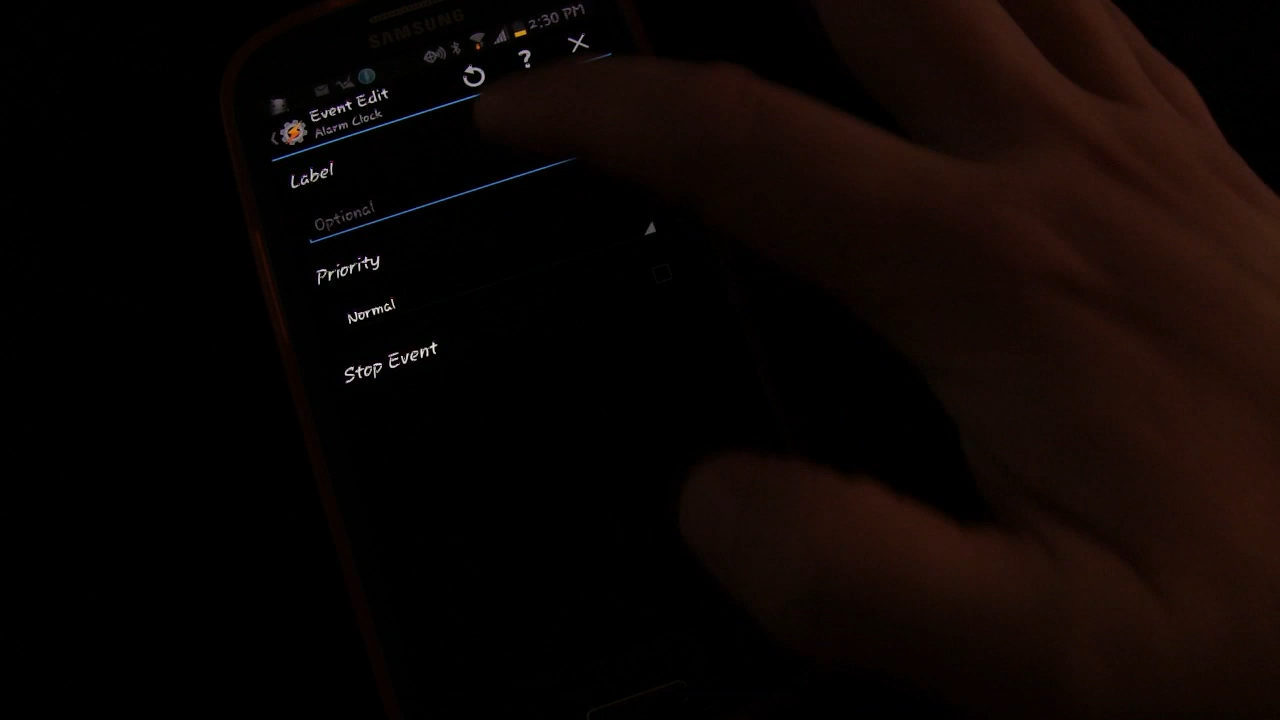 SAMSUNG
2:30 PM
?
Event Edit
Alarm Clock
Label
Optional
Priority
Normal
Stop Event